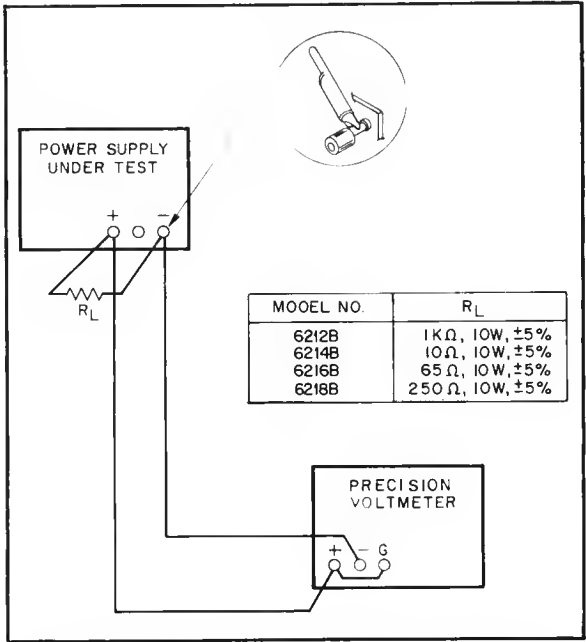 POWER SUPPLY
UNDER TEST
+ −
RL
MOOEL NO. RL
6212B 1KΩ, 10W, ±5%
6214B 10Ω, 10W, ±5%
6216B 65Ω, 10W, ±5%
6218B 250Ω, 10W, ±5%
PRECISION
VOLTMETER
+ − G